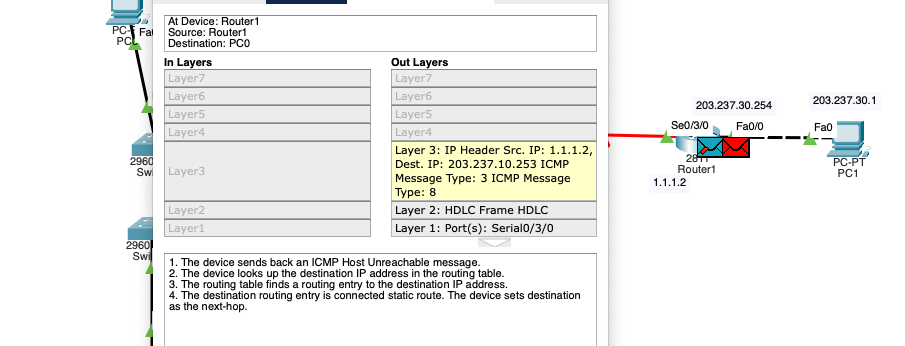 At Device: Router1
Source: Router1
Destination: PC0
In Layers
Layer7
Layer6
Layer5
Layer4
Layer3
Layer2
Layer1
Out Layers
Layer7
Layer6
Layer5
Layer4
Layer 3: IP Header Src. IP: 1.1.1.2,
Dest. IP: 203.237.10.253 ICMP
Message Type: 3 ICMP Message
Type: 8
Layer 2: HDLC Frame HDLC
Layer 1: Port(s): Serial0/3/0
1. The device sends back an ICMP Host Unreachable message.
2. The device looks up the destination IP address in the routing table.
3. The routing table finds a routing entry to the destination IP address.
4. The destination routing entry is connected static route. The device sets destination
as the next-hop.
203.237.30.254
203.237.30.1
Se0/3/0
Fa0/0
Fa0
Router1
1.1.1.2
PC-PT
PC1
2960
2960